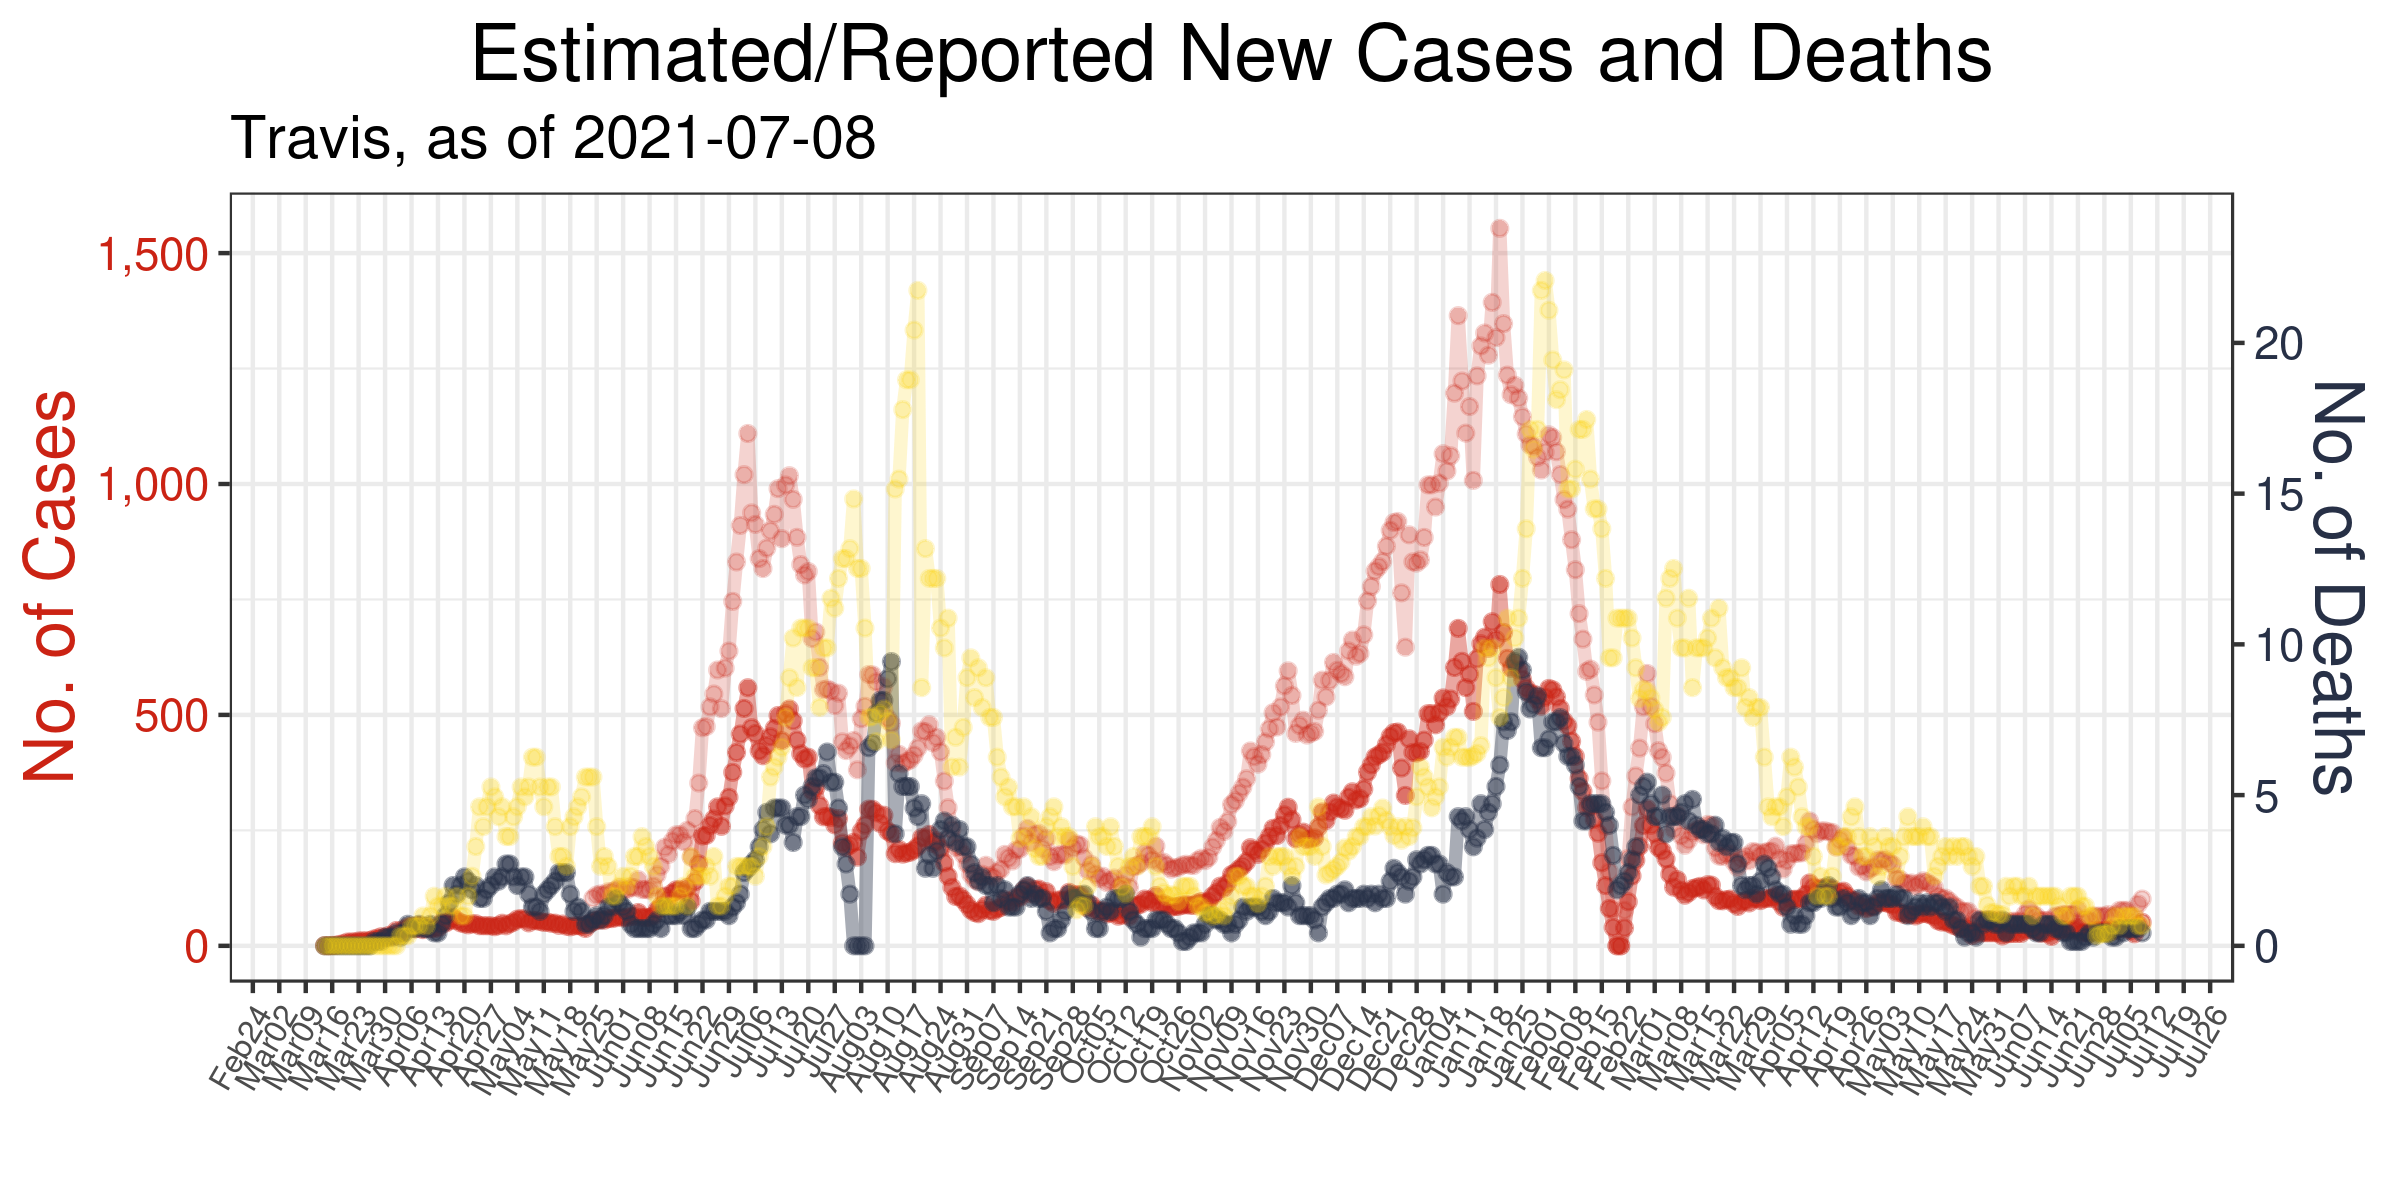 Estimated/Reported New Cases and Deaths
Travis, as of 2021-07-08
No. of Cases
1,500
1,000
500
0
20
15
10
5
0
No. of Deaths
Feb24
Mar02
Mar09
Mar16
Mar23
Mar30
Apr06
Apr13
Apr20
Apr27
May04
May11
May18
May25
Jun01
Jun08
Jun15
Jun22
Jun29
Jul06
Jul13
Jul20
Jul27
Aug03
Aug10
Aug17
Aug24
Aug31
Sep07
Sep14
Sep21
Sep28
Oct05
Oct12
Oct19
Oct26
Nov02
Nov09
Nov16
Nov23
Nov30
Dec07
Dec14
Dec21
Dec28
Jan04
Jan11
Jan18
Jan25
Feb01
Feb08
Feb15
Feb22
Mar01
Mar08
Mar15
Mar22
Mar29
Apr05
Apr12
Apr19
Apr26
May03
May10
May17
May24
May31
Jun07
Jun14
Jun21
Jun28
Jul05
Jul12
Jul19
Jul26